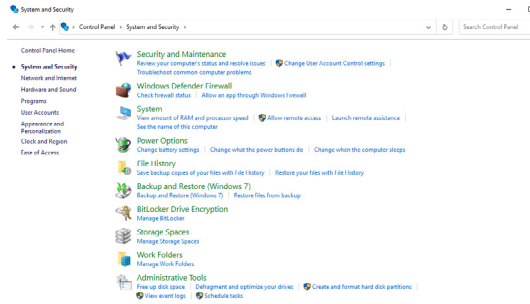 System and Security
Control Panel > System and Security >
Search Control Panel
Control Panel Home
System and Security
Network and Internet
Hardware and Sound
Programs
User Accounts
Appearance and
Personalization
Clock and Region
Ease of Access
Security and Maintenance
Review your computer's status and resolve issues | Change User Account Control settings |
Troubleshoot common computer problems
Windows Defender Firewall
Check firewall status | Allow an app through Windows Firewall
System
View amount of RAM and processor speed | Allow remote access | Launch remote assistance |
See the name of this computer
Power Options
Change battery settings | Change what the power buttons do | Change when the computer sleeps
File History
Save backup copies of your files with File History | Restore your files with File History
Backup and Restore (Windows 7)
Backup and Restore (Windows 7) | Restore files from backup
BitLocker Drive Encryption
Manage BitLocker
Storage Spaces
Manage Storage Spaces
Work Folders
Manage Work Folders
Administrative Tools
Free up disk space | Defragment and optimize your drives | Create and format hard disk partitions |
View event logs | Schedule tasks